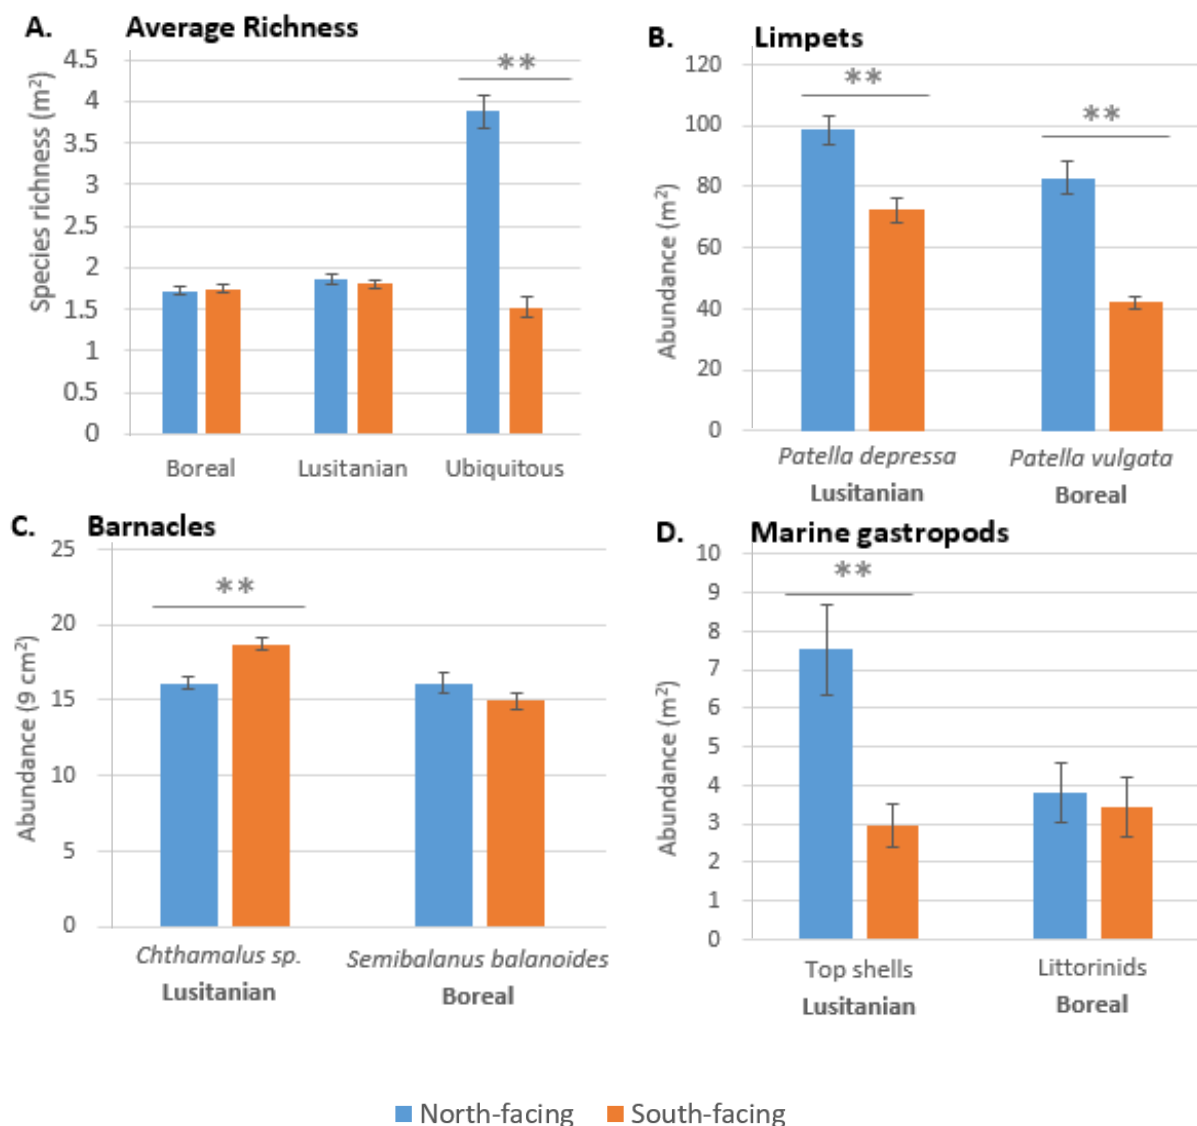 A. Average Richness
Species richness (m²)
4.5
4
3.5
3
2.5
2
1.5
1
0.5
0
**
Boreal Lusitanian Ubiquitous
B. Limpets
Abundance (m²)
120
100
80
60
40
20
0
**
**
Patella depressa Patella vulgata
Lusitanian Boreal
C. Barnacles
Abundance (9 cm²)
25
20
15
10
5
0
**
Chthamalus sp. Semibalanus balanoides
Lusitanian Boreal
D. Marine gastropods
Abundance (m²)
10
9
8
7
6
5
4
3
2
1
0
**
Top shells Littorinids
Lusitanian Boreal
North-facing South-facing